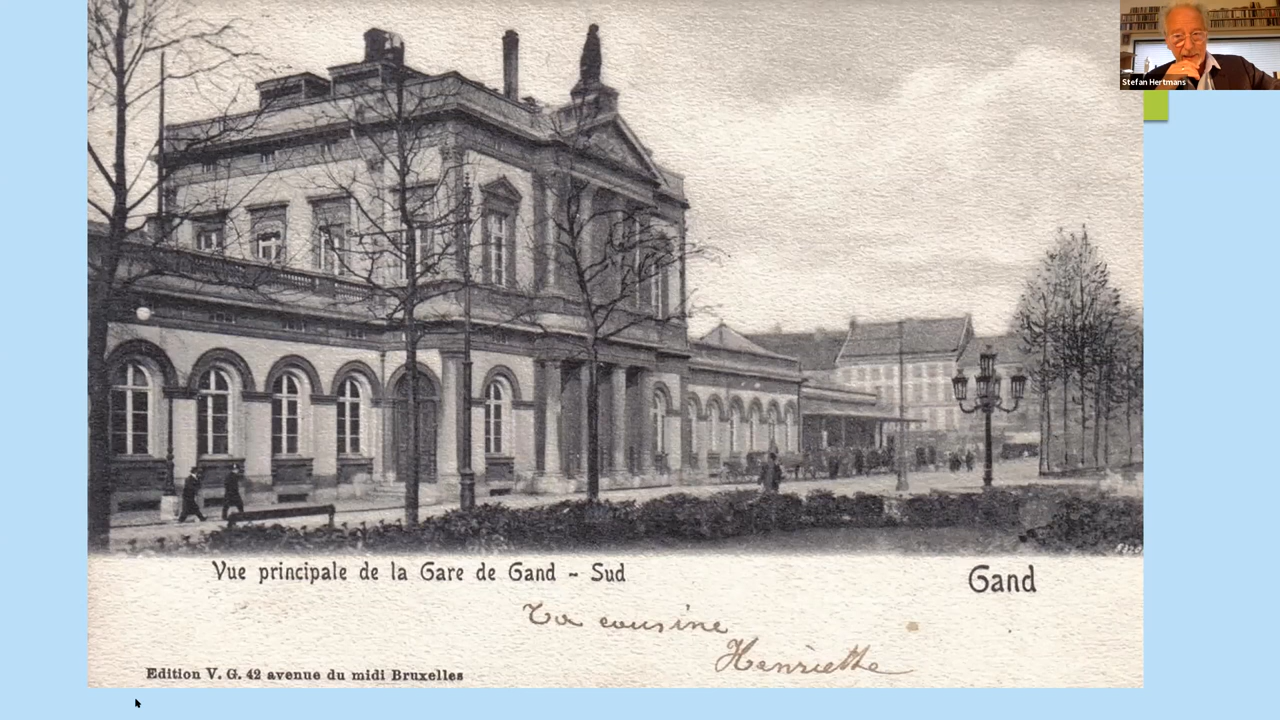 Stefan Hertmans
Vue principale de la Gare de Gand - Sud
Gand
Ta cousine
Henriette
Edition V. G. 42 avenue du midi Bruxelles